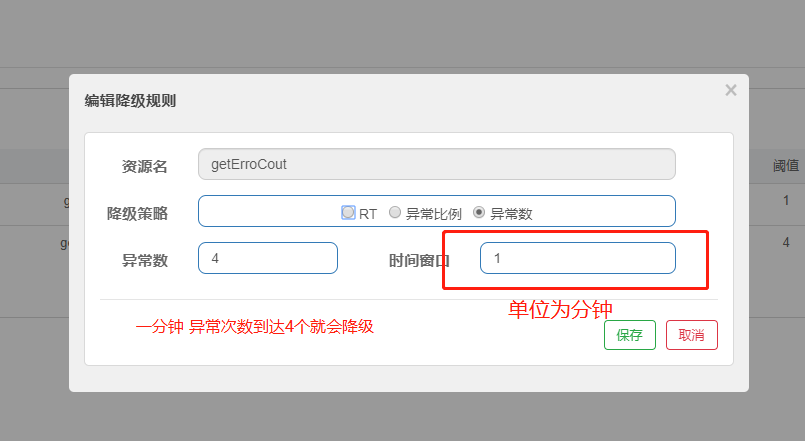 编辑降级规则 ×
阈值
资源名 getErroCout
g 1
降级策略 RT 异常比例 异常数
ge 4
异常数 4 时间窗口 1
单位为分钟
一分钟 异常次数到达4个就会降级
保存 取消